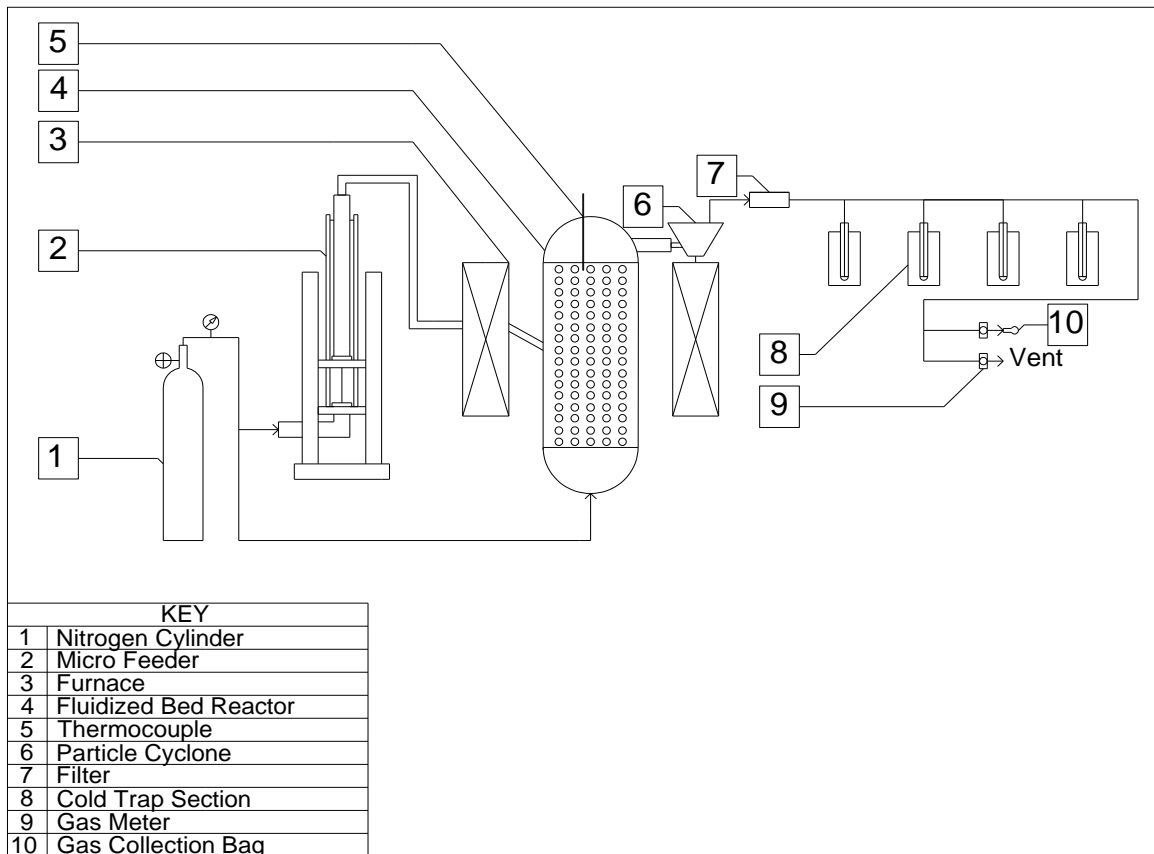 5
4
3
2
1
6
7
8
9
10
Vent
KEY
1 Nitrogen Cylinder
2 Micro Feeder
3 Furnace
4 Fluidized Bed Reactor
5 Thermocouple
6 Particle Cyclone
7 Filter
8 Cold Trap Section
9 Gas Meter
10 Gas Collection Bag